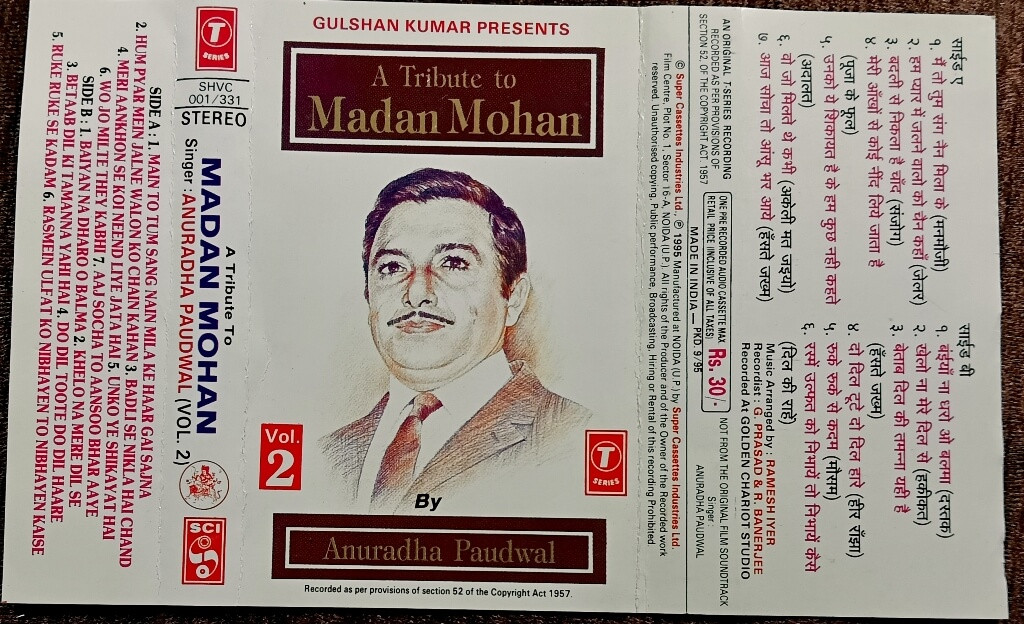 GULSHAN KUMAR PRESENTS
A Tribute to
Madan Mohan
Vol.
2
T
SERIES
By
Anuradha Paudwal
Recorded as per provisions of section 52 of the Copyright Act 1957.
T
SERIES
SHVC
001/331
STEREO
A Tribute To
MADAN MOHAN
Singer : ANURADHA PAUDWAL (VOL. 2)
SCI
SIDE A : 1. MAIN TO TUM SANG NAIN MILA KE HAAR GAI SAJNA
2. HUM PYAR MEIN JALNE WALON KO CHAIN KAHAN 3. BADLI SE NIKLA HAI CHAND
4. MERI AANKHON SE KOI NEEND LIYE JATA HAI 5. UNKO YE SHIKAYAT HAI
6. WO JO MILTE THEY KABHI 7. AAJ SOCHA TO AANSOO BHAR AAYE
SIDE B : 1. BAIYAN NA DHARO O BALMA 2. KHELO NA MERE DIL SE
3. BETAAB DIL KI TAMANNA YAHI HAI 4. DO DIL TOOTE DO DIL HAARE
5. RUKE RUKE SE KADAM 6. RASMEIN ULFAT KO NIBHAYEN TO NIBHAYEN KAISE
© Super Cassettes Industries Ltd., ℗ 1995 Manufactured at NOIDA (U.P.) by Super Cassettes Industries Ltd.
Film Centre, Plot No. 1, Sector 16-A, NOIDA (U.P.). All rights of the Producer and of the Owner of the Recorded work
reserved. Unauthorised copying, Public performance, Broadcasting, Hiring or Rental of this recording Prohibited
MADE IN INDIA — PKD 9/95
AN ORIGINAL T-SERIES RECORDING
RECORDED AS PER PROVISIONS OF
SECTION 52, OF THE COPYRIGHT ACT. 1957
ONE PRE RECORDED AUDIO CASSETTE MAX
RETAIL PRICE (INCLUSIVE OF ALL TAXES)
Rs. 30/-
NOT FROM THE ORIGINAL FILM SOUNDTRACK
Singer :
ANURADHA PAUDWAL
Music Arranged by : RAMESH IYER
Recordist : G. PRASAD & R. BANERJEE
Recorded At GOLDEN CHARIOT STUDIO
साईड ए
१. मैं तो तुम संग नैन मिला के (मनमौजी)
२. हम प्यार में जलने वालों को चैन कहाँ (जेलर)
३. बदली से निकला है चाँद (संजोग)
४. मेरी आँखों से कोई नींद लिये जाता है
(पूजा के फूल)
५. उनको ये शिकायत है के हम कुछ नहीं कहते
(अदालत)
६. वो जो मिलते थे कभी (अकेली मत जइयो)
७. आज सोचा तो आंसू भर आये (हँसते जख्म)
साईड बी
१. बईयाँ ना धरो ओ बलमा (दस्तक)
२. खेलो ना मेरे दिल से (हकीकत)
३. बेताब दिल की तमन्ना यही है
(हँसते जख्म)
४. दो दिल टूटे दो दिल हारे (हीर राँझा)
५. रुके रुके से कदम (मौसम)
६. रस्में उल्फत को निभायें तो निभायें कैसे
(दिल की राहें)